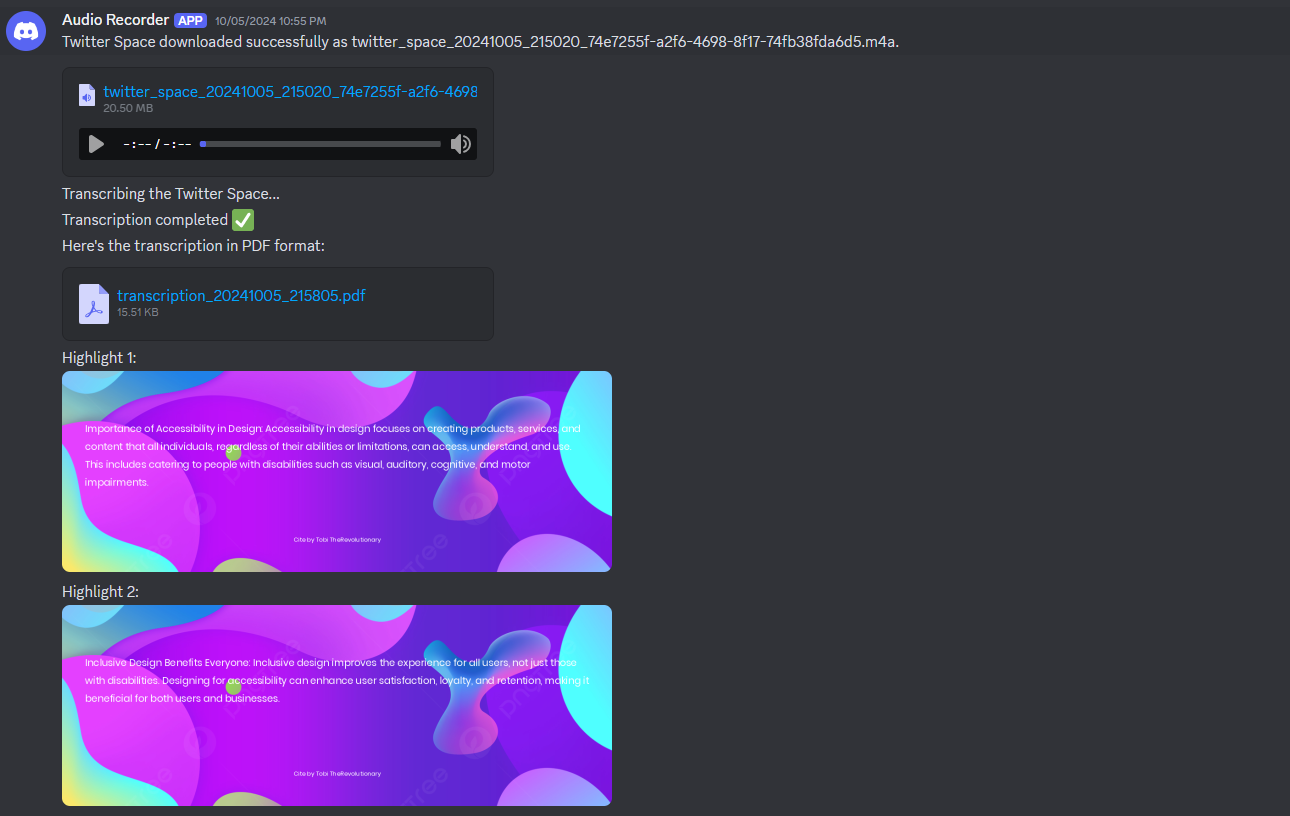 Audio Recorder APP 10/05/2024 10:55 PM
Twitter Space downloaded successfully as twitter_space_20241005_215020_74e7255f-a2f6-4698-8f17-74fb38fda6d5.m4a.
twitter_space_20241005_215020_74e7255f-a2f6-4698
20.50 MB
-:-- / -:--
Transcribing the Twitter Space...
Transcription completed ✅
Here's the transcription in PDF format:
transcription_20241005_215805.pdf
15.51 KB
Highlight 1:
Importance of Accessibility in Design: Accessibility in design focuses on creating products, services, and
content that all individuals, regardless of their abilities or limitations, can access, understand, and use.
This includes catering to people with disabilities such as visual, auditory, cognitive, and motor
impairments.
Cite by Tobi TheRevolutionary
Highlight 2:
Inclusive Design Benefits Everyone: Inclusive design improves the experience for all users, not just those
with disabilities. Designing for accessibility can enhance user satisfaction, loyalty, and retention, making it
beneficial for both users and businesses.
Cite by Tobi TheRevolutionary